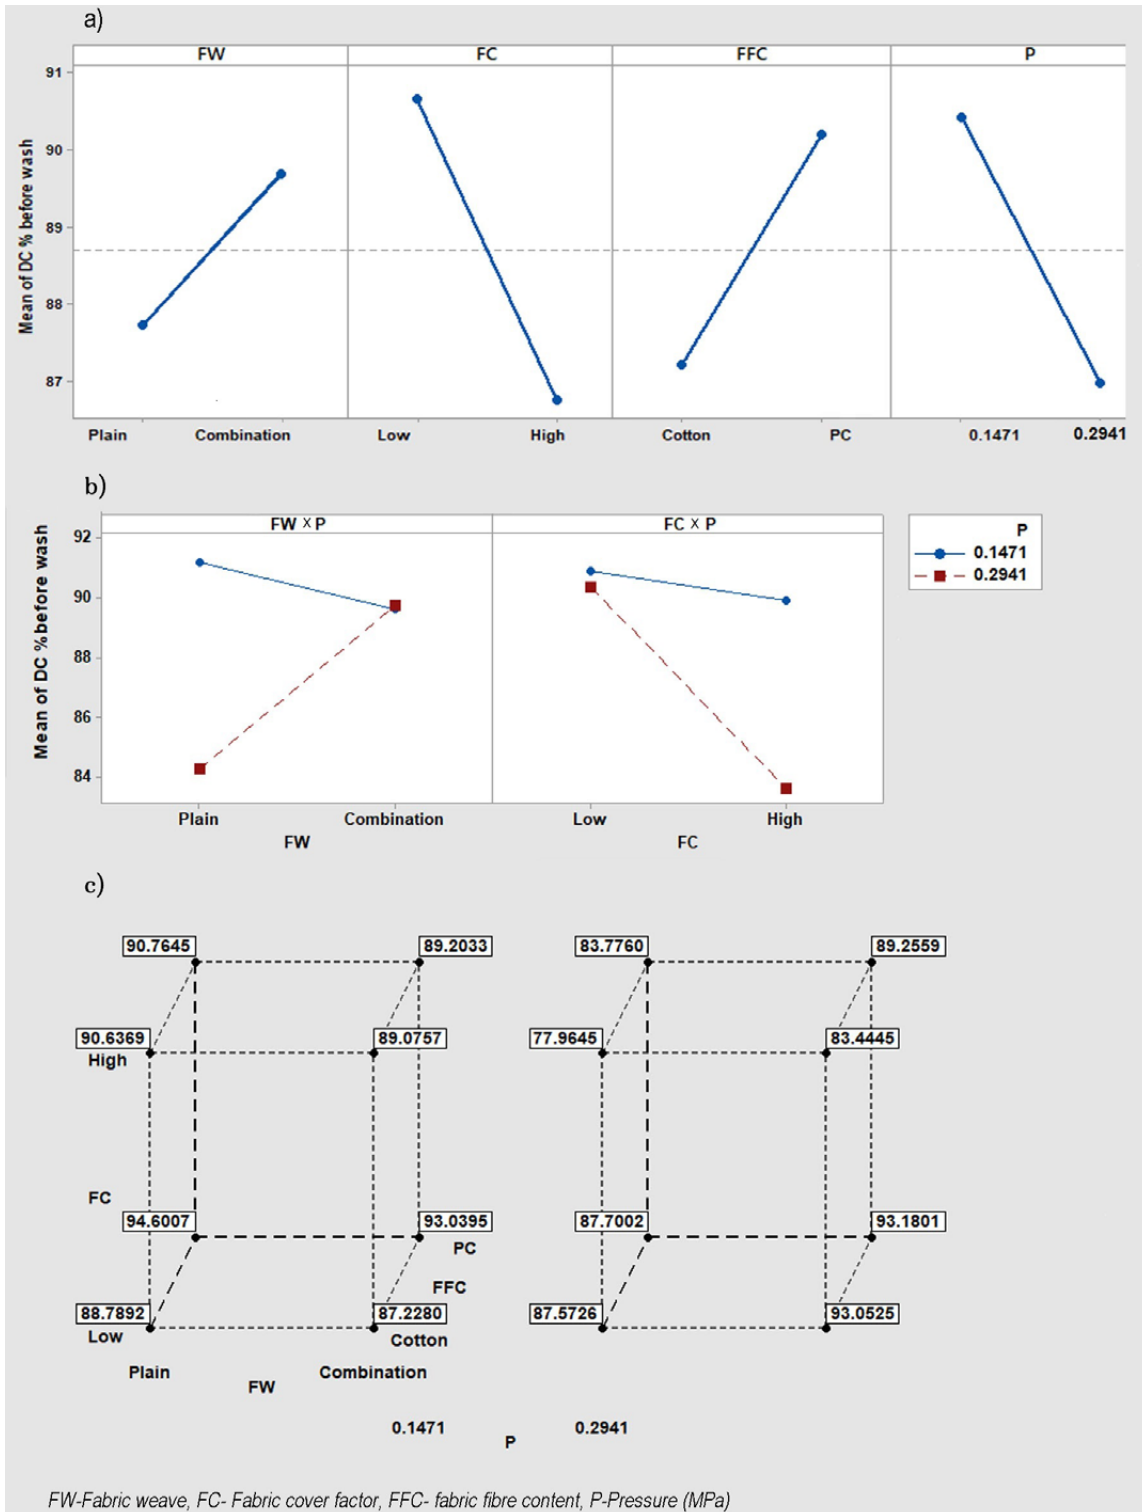 a)
FW FC FFC P
Mean of DC % before wash
91
90
89
88
87
Plain Combination Low High Cotton PC 0.1471 0.2941
b)
FW × P FC × P
Mean of DC %before wash
92
90
88
86
84
P
0.1471
0.2941
Plain Combination Low High
FW FC
c)
90.7645 89.2033 83.7760 89.2559
90.6369 89.0757 77.9645 83.4445
High
FC
94.6007 93.0395 87.7002 93.1801
PC
FFC
88.7892 87.2280 87.5726 93.0525
Low Cotton
Plain Combination
FW
0.1471 0.2941
P
FW-Fabric weave, FC- Fabric cover factor, FFC- fabric fibre content, P-Pressure (MPa)